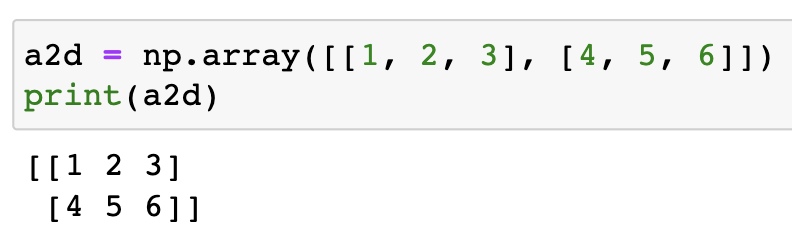 a2d = np.array([[1, 2, 3], [4, 5, 6]])
print(a2d)
[[1 2 3]
 [4 5 6]]